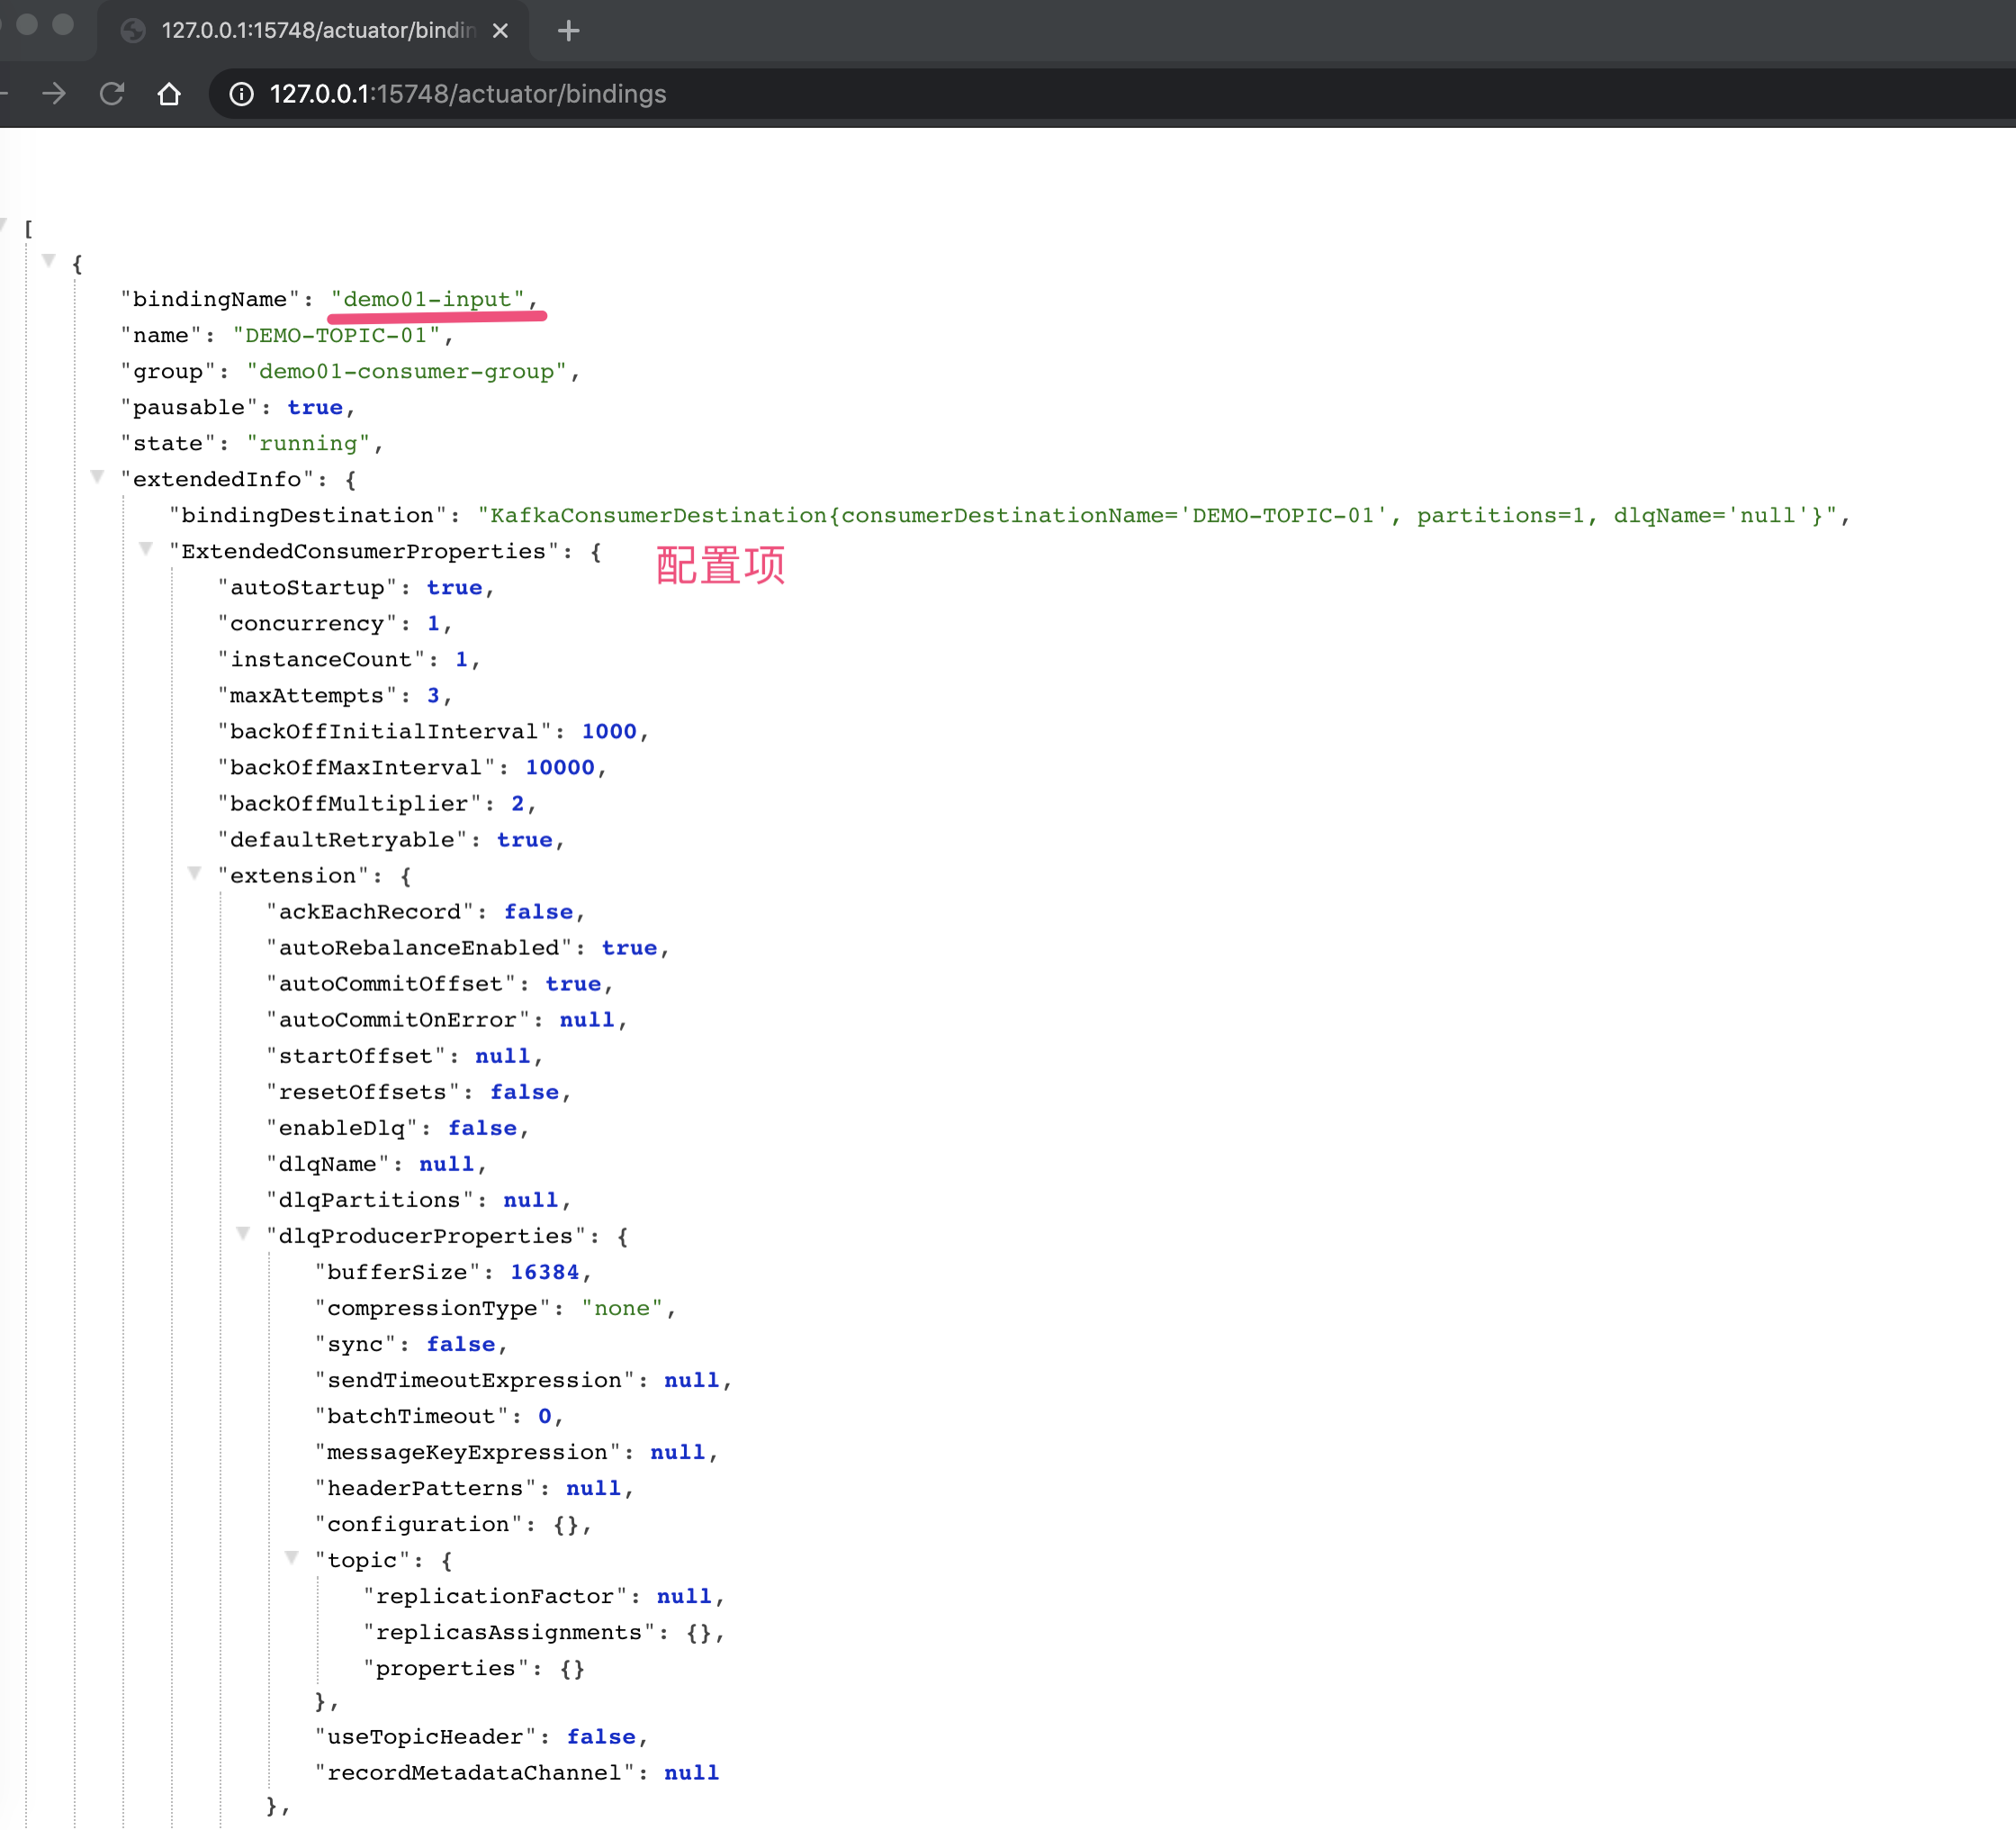 127.0.0.1:15748/actuator/bindin
127.0.0.1:15748/actuator/bindings
[
{
"bindingName": "demo01-input",
"name": "DEMO-TOPIC-01",
"group": "demo01-consumer-group",
"pausable": true,
"state": "running",
"extendedInfo": {
"bindingDestination": "KafkaConsumerDestination{consumerDestinationName='DEMO-TOPIC-01', partitions=1, dlqName='null'}",
"ExtendedConsumerProperties": {
配置项
"autoStartup": true,
"concurrency": 1,
"instanceCount": 1,
"maxAttempts": 3,
"backOffInitialInterval": 1000,
"backOffMaxInterval": 10000,
"backOffMultiplier": 2,
"defaultRetryable": true,
"extension": {
"ackEachRecord": false,
"autoRebalanceEnabled": true,
"autoCommitOffset": true,
"autoCommitOnError": null,
"startOffset": null,
"resetOffsets": false,
"enableDlq": false,
"dlqName": null,
"dlqPartitions": null,
"dlqProducerProperties": {
"bufferSize": 16384,
"compressionType": "none",
"sync": false,
"sendTimeoutExpression": null,
"batchTimeout": 0,
"messageKeyExpression": null,
"headerPatterns": null,
"configuration": {},
"topic": {
"replicationFactor": null,
"replicasAssignments": {},
"properties": {}
},
"useTopicHeader": false,
"recordMetadataChannel": null
},